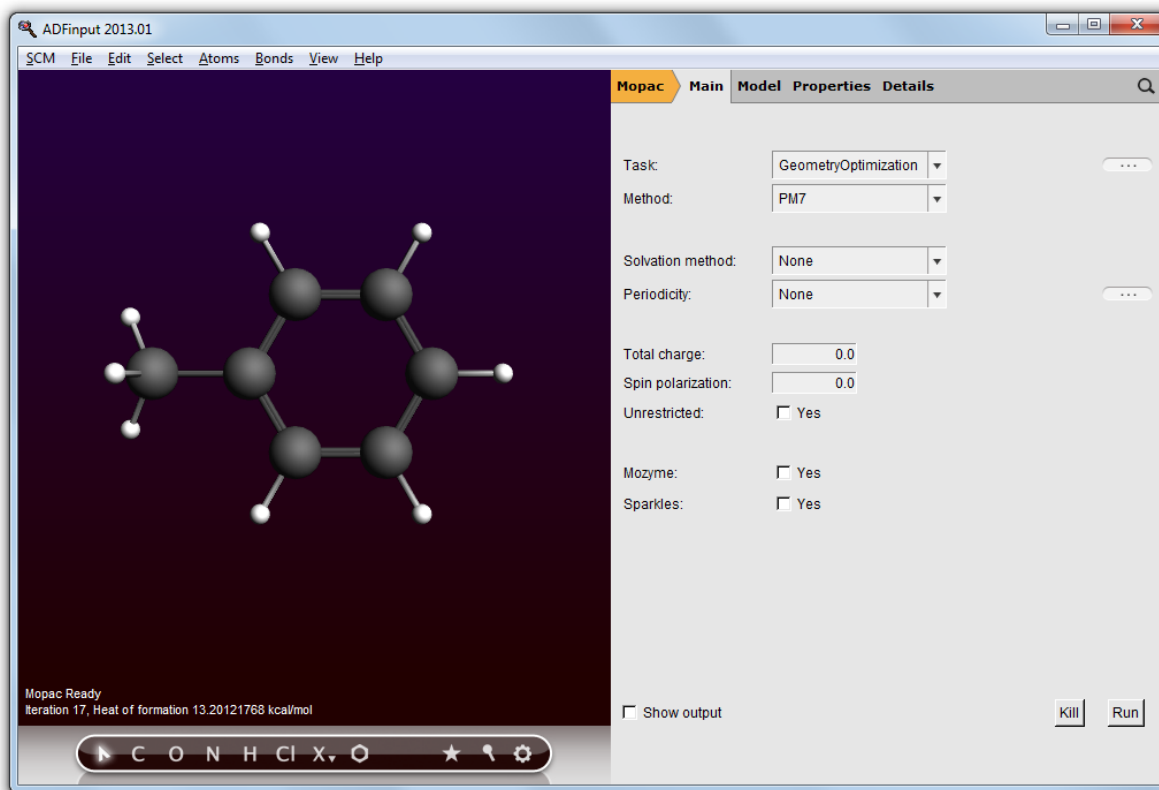 ADFinput 2013.01
SCM File Edit Select Atoms Bonds View Help
Mopac Main Model Properties Details
Task: GeometryOptimization ...
Method: PM7
Solvation method: None
Periodicity: None ...
Total charge: 0.0
Spin polarization: 0.0
Unrestricted: Yes
Mozyme: Yes
Sparkles: Yes
Mopac Ready
Iteration 17, Heat of formation 13.20121768 kcal/mol
Show output Kill Run
C O N H Cl X